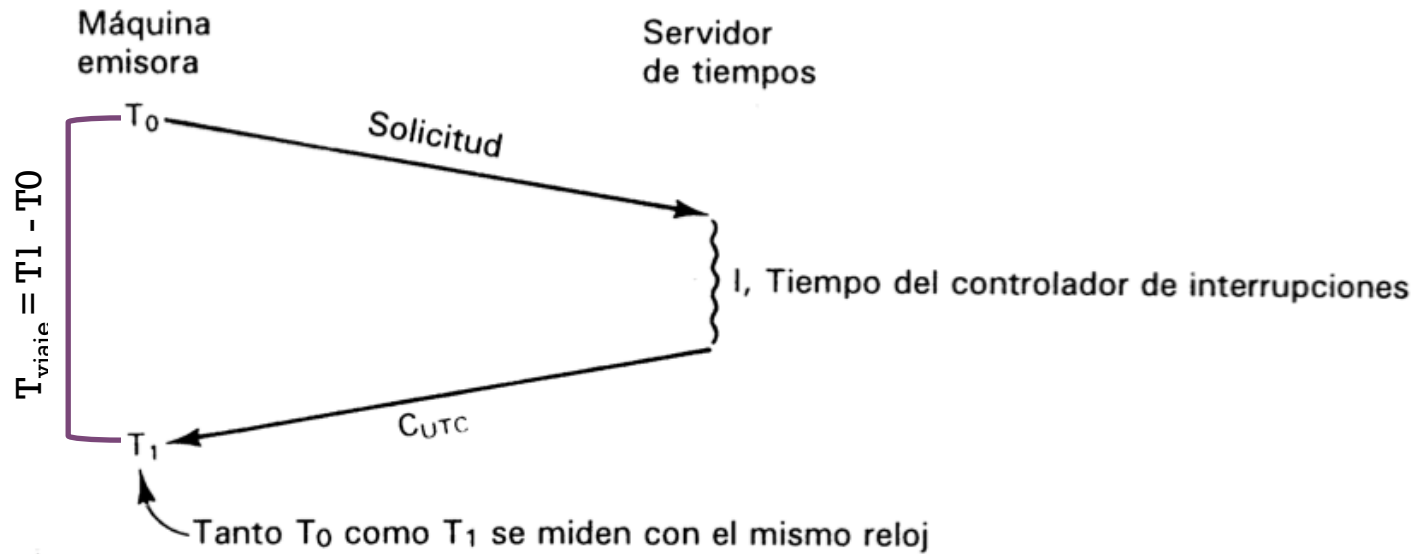 Máquina
emisora
Servidor
de tiempos
T0
Solicitud
Tviaje = T1 - T0
I, Tiempo del controlador de interrupciones
CUTC
T1
Tanto T0 como T1 se miden con el mismo reloj